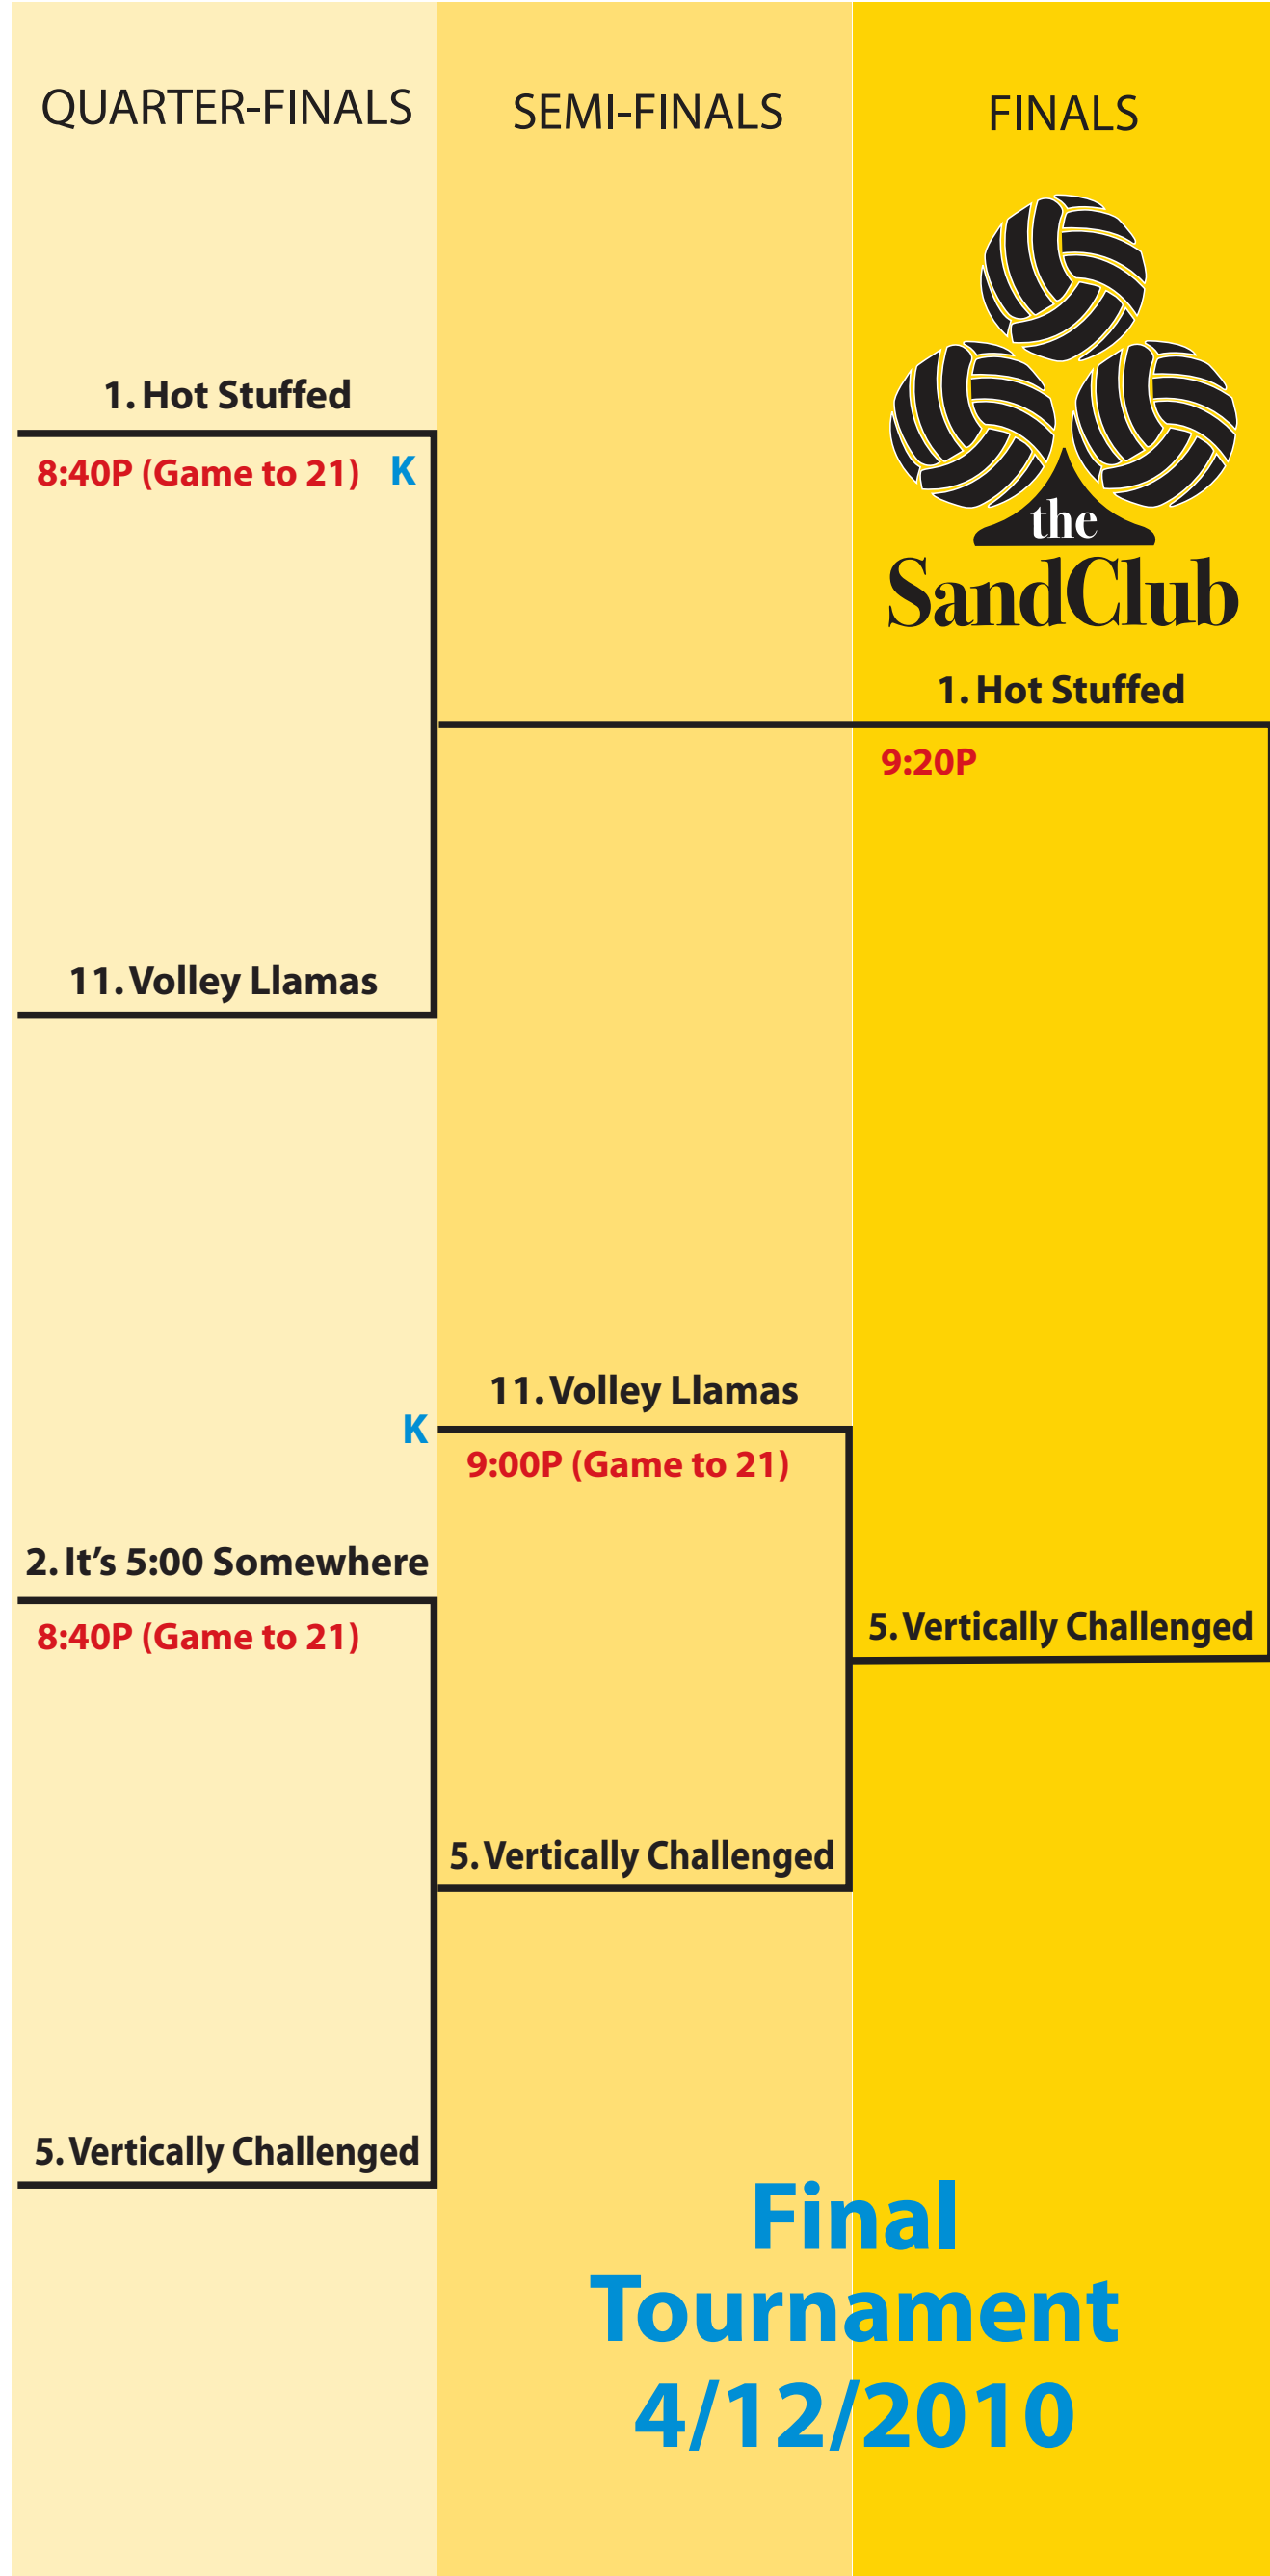 QUARTER-FINALS
SEMI-FINALS
FINALS
the
SandClub
1. Hot Stuffed
8:40P (Game to 21) K
1. Hot Stuffed
9:20P
11. Volley Llamas
11. Volley Llamas
K
9:00P (Game to 21)
2. It’s 5:00 Somewhere
8:40P (Game to 21)
5. Vertically Challenged
5. Vertically Challenged
5. Vertically Challenged
Final
Tournament
4/12/2010